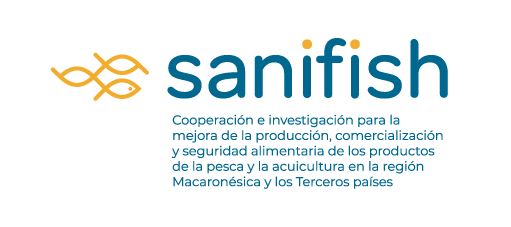 sanifish
Cooperación e investigación para la
mejora de la producción, comercialización
y seguridad alimentaria de los productos
de la pesca y la acuicultura en la región
Macaronésica y los Terceros países